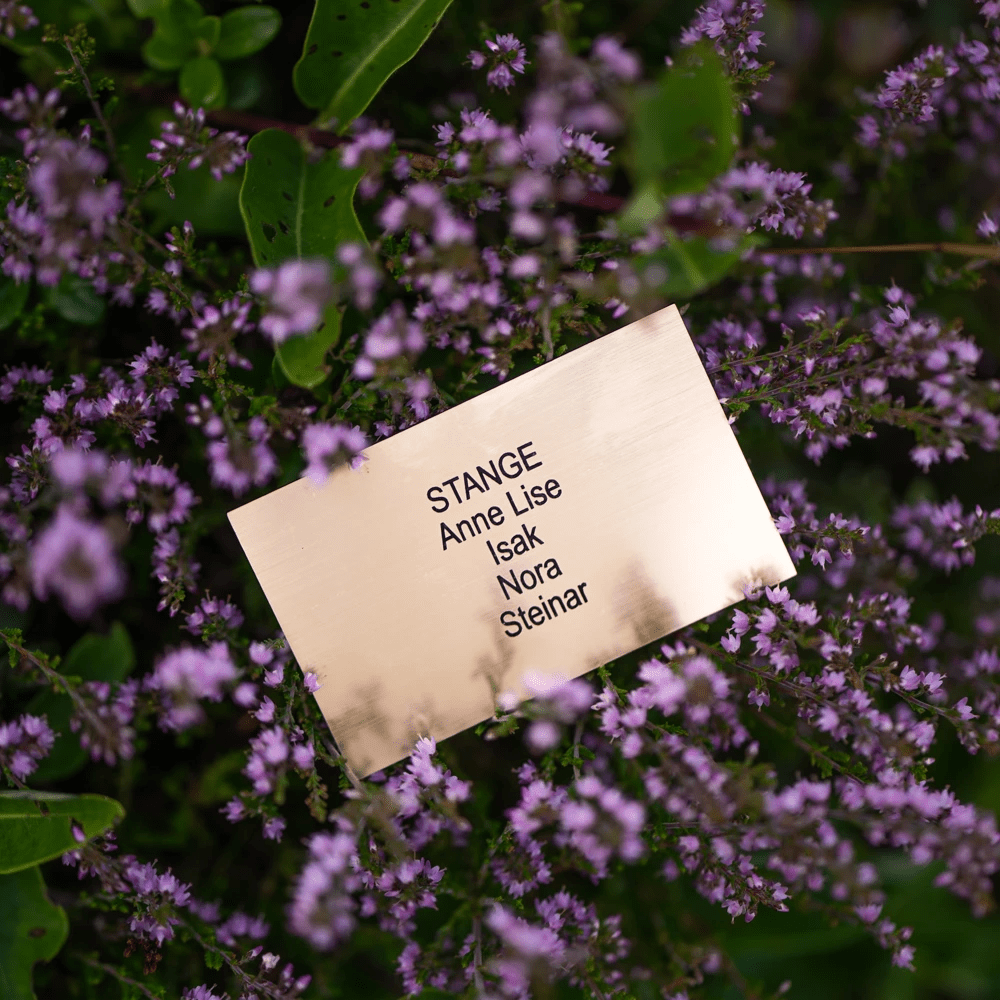 STANGE
Anne Lise
Isak
Nora
Steinar